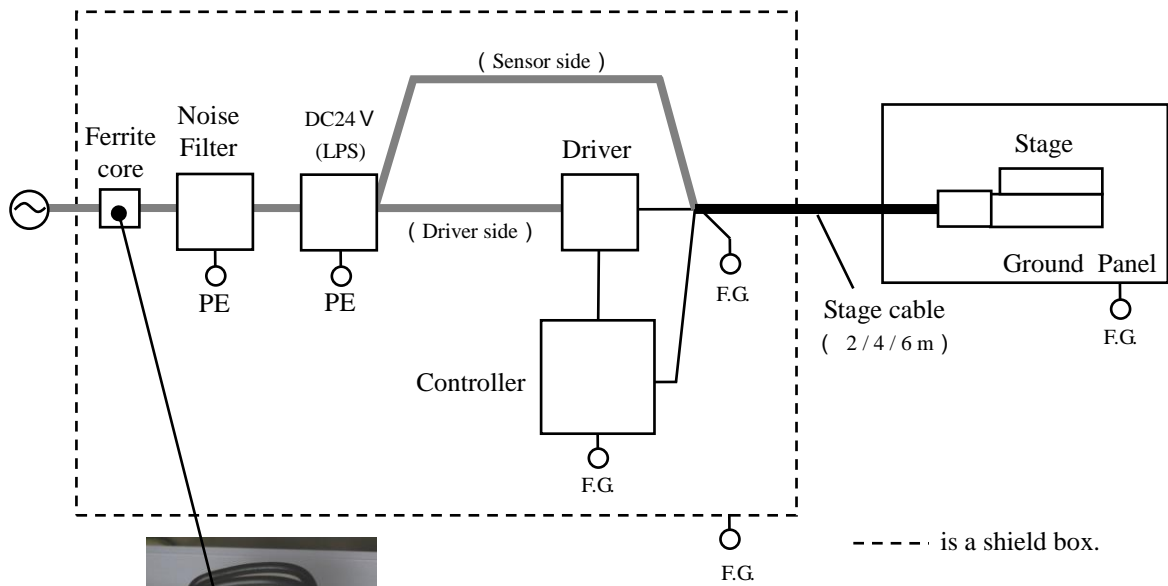 ( Sensor side )
Ferrite
core
Noise
Filter
DC24 V
(LPS)
Driver
Stage
( Driver side )
PE
PE
F.G.
Ground Panel
F.G.
Stage cable
( 2 / 4 / 6 m )
Controller
F.G.
F.G.
is a shield box.